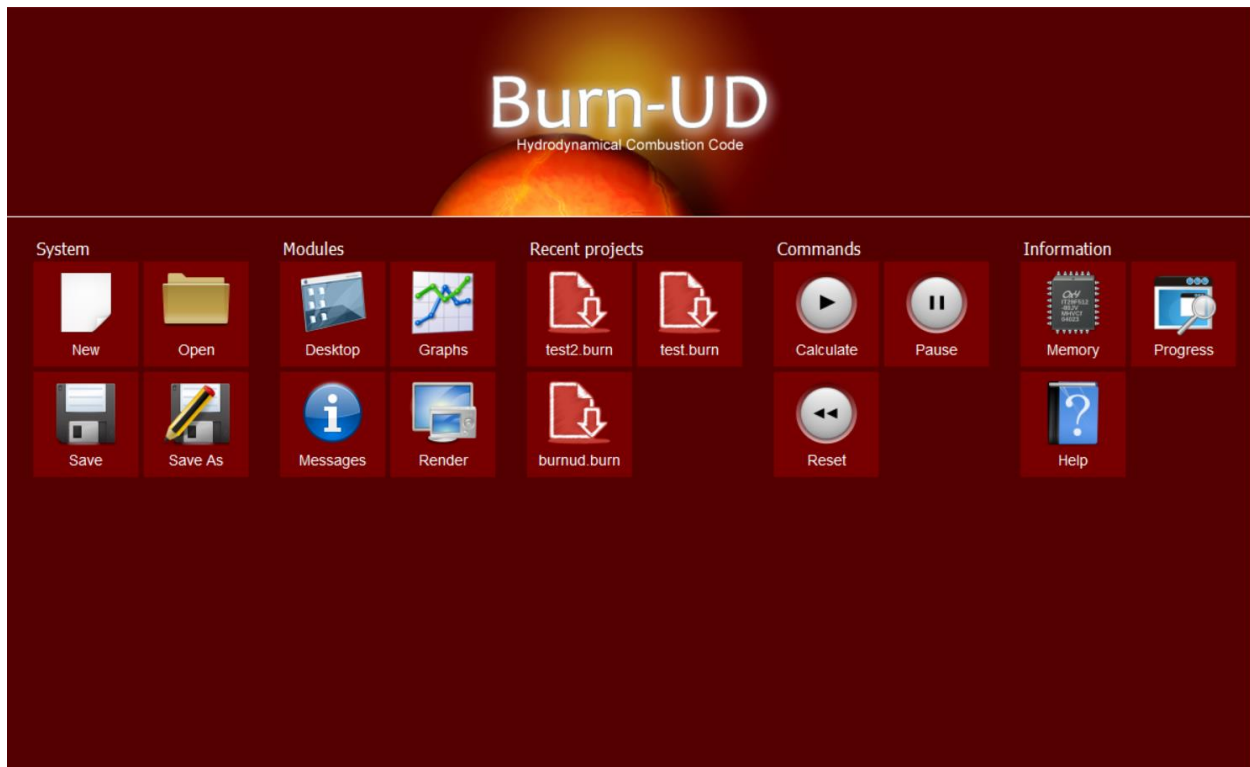 Burn-UD
Hydrodynamical Combustion Code
System
New
Open
Save
Save As
Modules
Desktop
Graphs
Messages
Render
Recent projects
test2.burn
test.burn
burnud.burn
Commands
Calculate
Pause
Reset
Information
Memory
Progress
Help